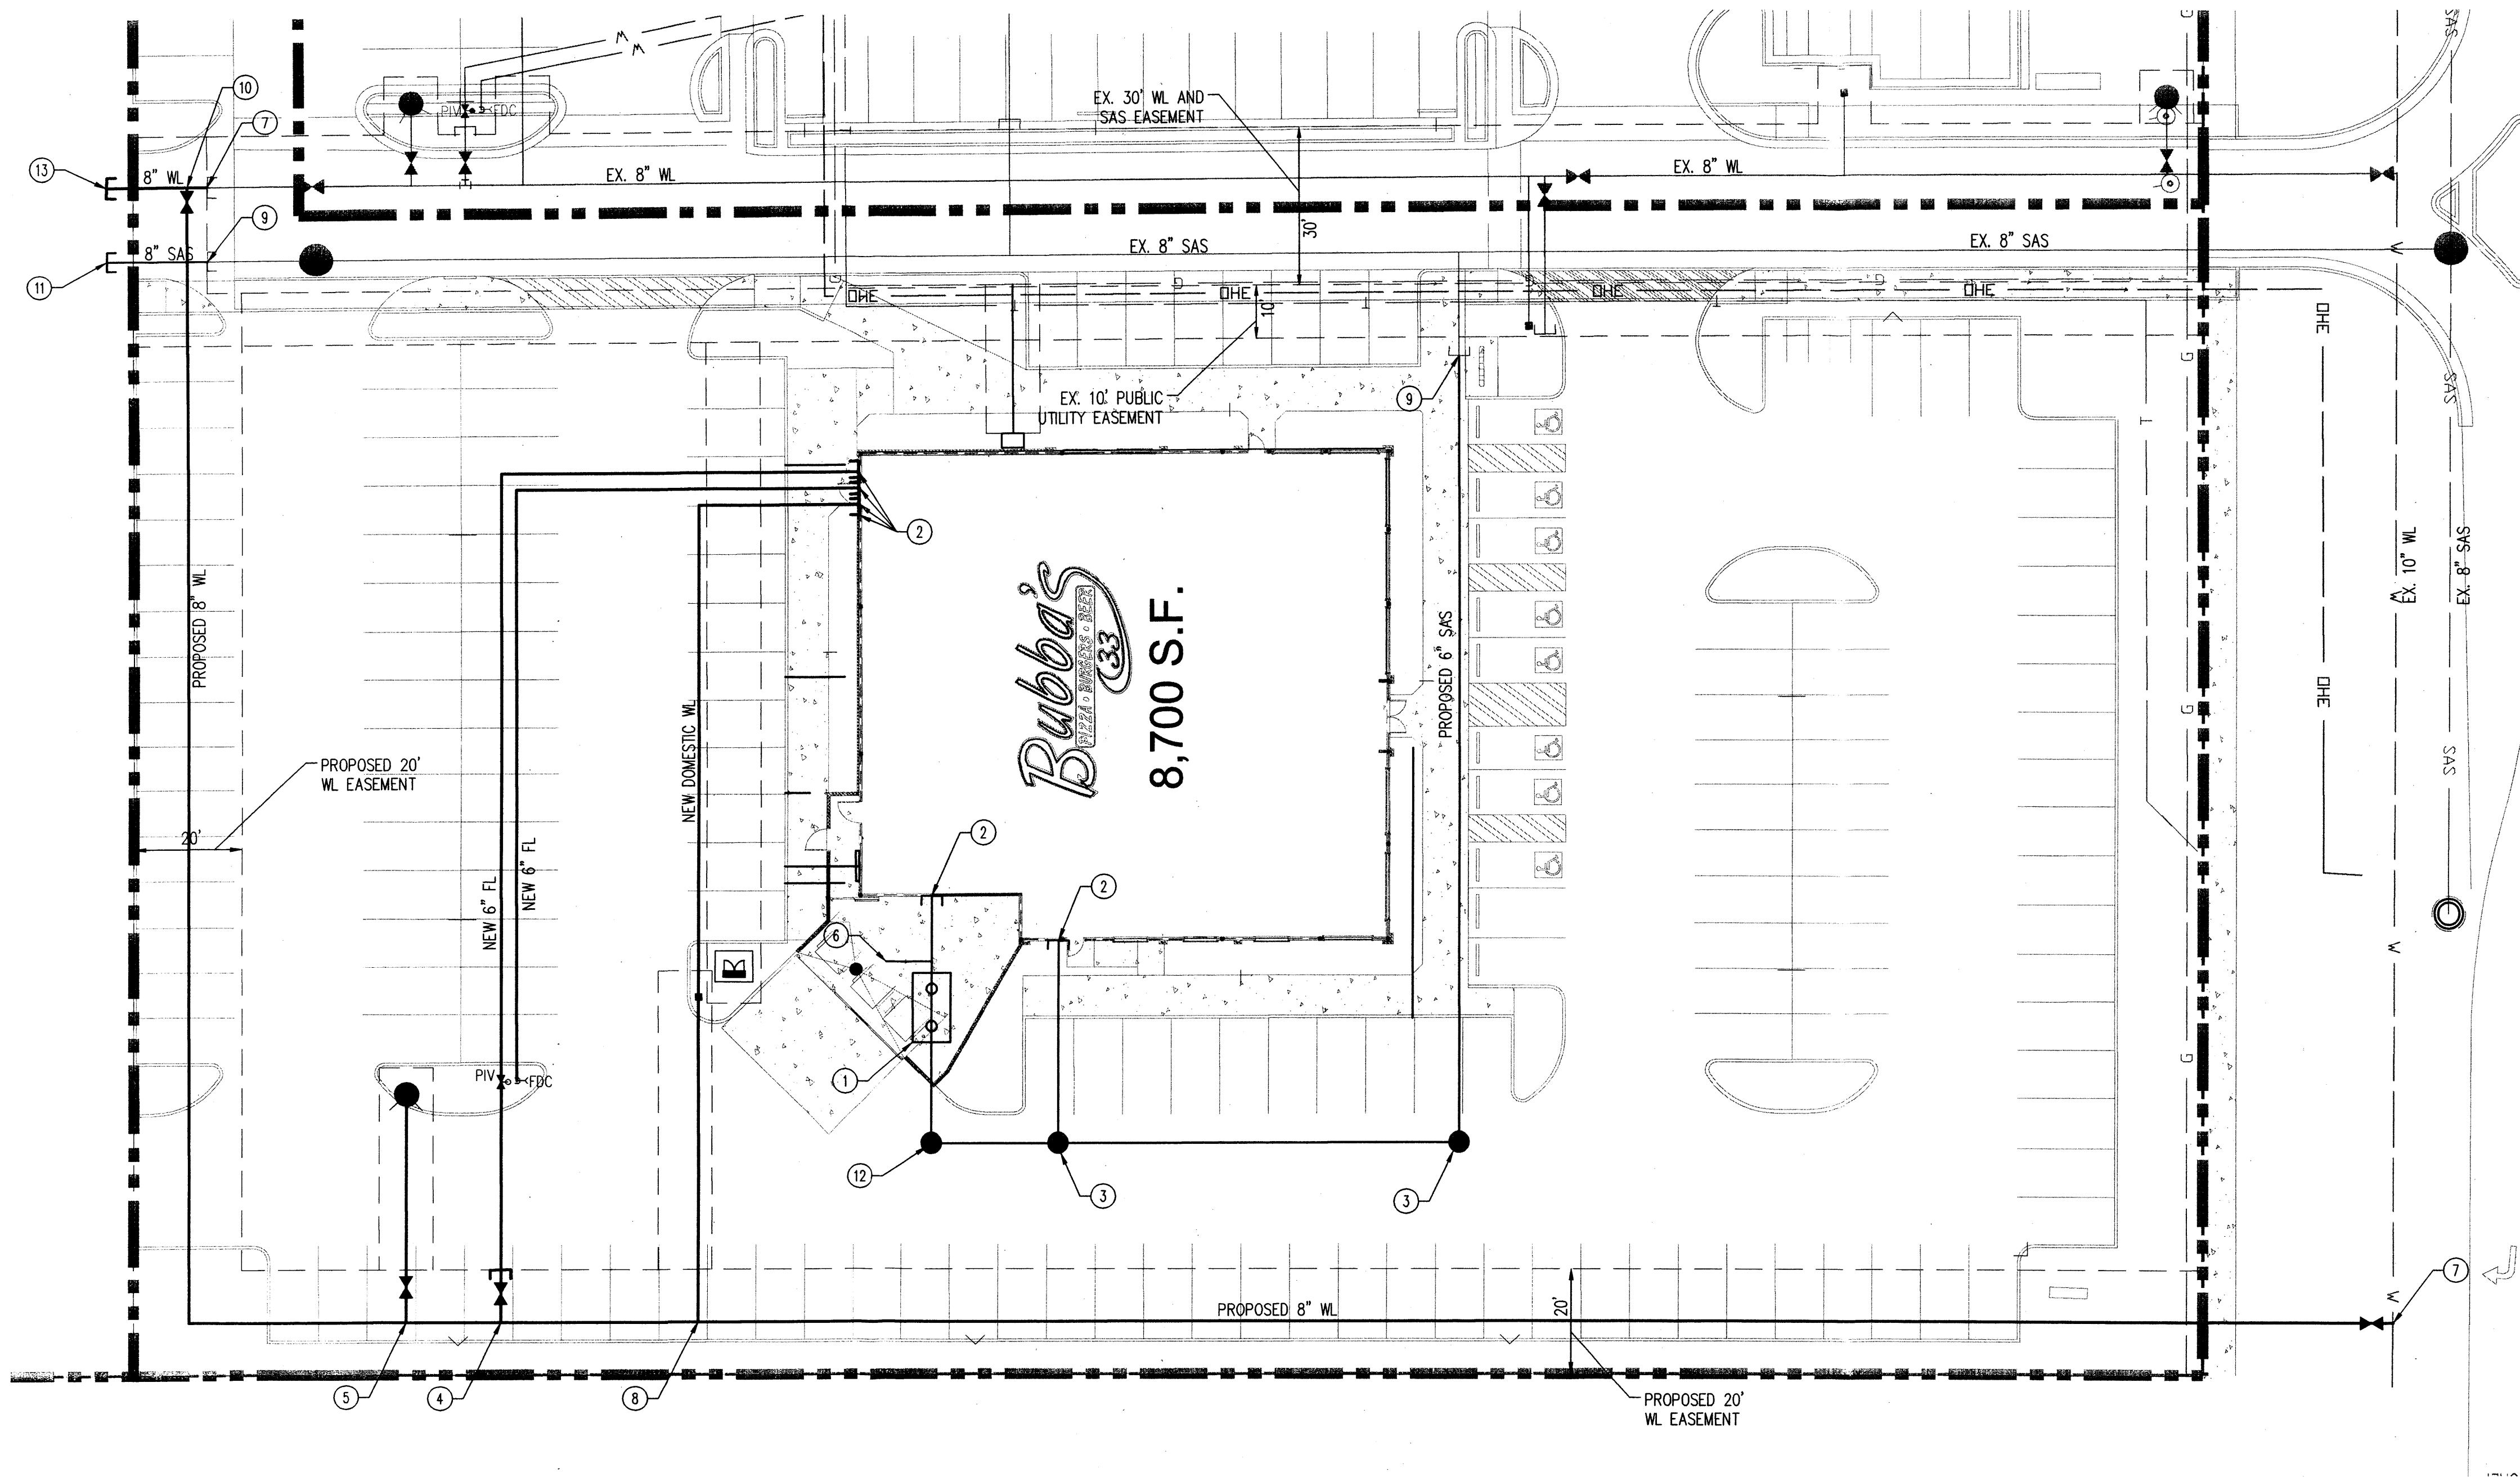 SAS
G
W
W
10
PIV
FDC
7
EX. 30' WL AND
SAS EASEMENT
13
8" WL
EX. 8" WL
EX. 8" WL
9
30'
8" SAS
EX. 8" SAS
EX. 8" SAS
11
G
G
G
G
OHE
OHE
OHE
OHE
10'
OHE
G
SAS
EX. 10' PUBLIC
UTILITY EASEMENT
9
2
PROPOSED 8" WL
Bubba's
PIZZA • BURGERS • BEER
33
8,700 S.F.
PROPOSED 6" SAS
W
EX. 10" WL
EX. 8" SAS
OHE
G
SAS
NEW DOMESTIC WL
PROPOSED 20'
WL EASEMENT
20'
2
NEW 6" FL
NEW 6" FL
2
6
W
W
G
PIV
FDC
1
12
3
3
7
20'
PROPOSED 8" WL
W
5
4
8
PROPOSED 20'
WL EASEMENT